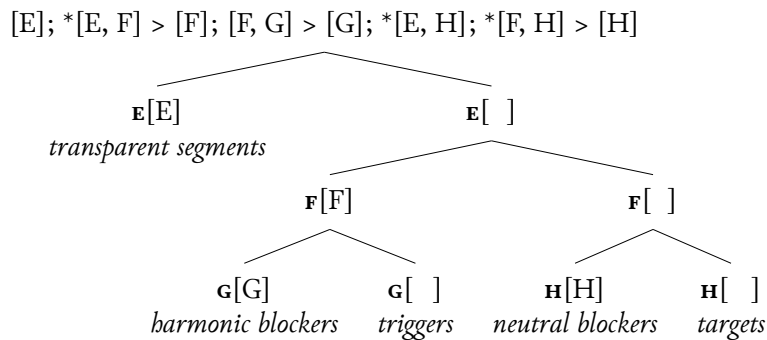 [E]; *[E, F] > [F]; [F, G] > [G]; *[E, H]; *[F, H] > [H]
E[E] E[ ]
transparent segments
F[F] F[ ]
G[G] G[ ] H[H] H[ ]
harmonic blockers triggers neutral blockers targets